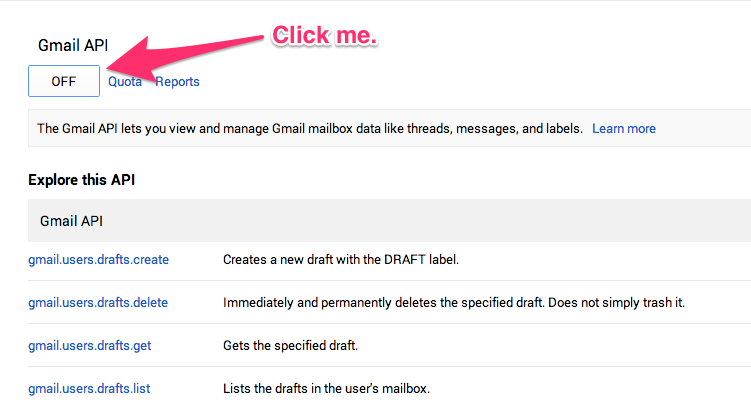 Click me.
Gmail API
OFF Quota Reports
The Gmail API lets you view and manage Gmail mailbox data like threads, messages, and labels. Learn more
Explore this API
Gmail API
gmail.users.drafts.create Creates a new draft with the DRAFT label.
gmail.users.drafts.delete Immediately and permanently deletes the specified draft. Does not simply trash it.
gmail.users.drafts.get Gets the specified draft.
gmail.users.drafts.list Lists the drafts in the user's mailbox.